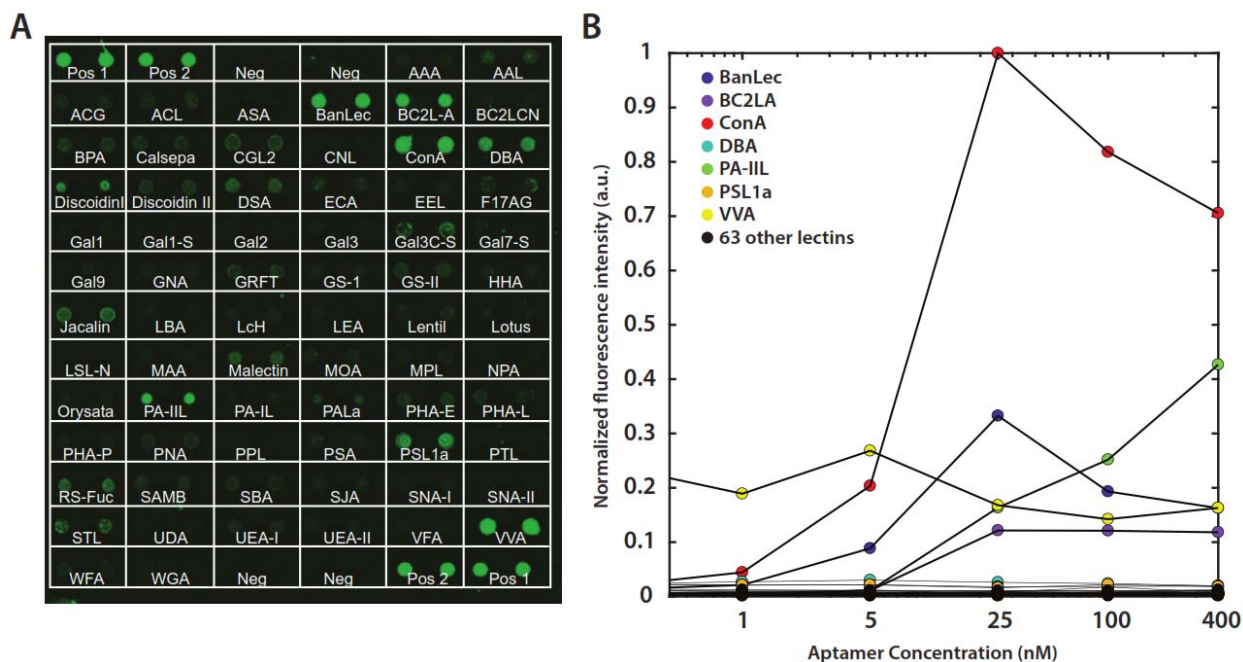 A
Pos 1 Pos 2 Neg Neg AAA AAL
ACG ACL ASA BanLec BC2L-A BC2LCN
BPA Calsepa CGL2 CNL ConA DBA
DiscoidinI Discoidin II DSA ECA EEL F17AG
Gal1 Gal1-S Gal2 Gal3 Gal3C-S Gal7-S
Gal9 GNA GRFT GS-1 GS-II HHA
Jacalin LBA LcH LEA Lentil Lotus
LSL-N MAA Malectin MOA MPL NPA
Orysata PA-IIL PA-IL PALa PHA-E PHA-L
PHA-P PNA PPL PSA PSL1a PTL
RS-Fuc SAMB SBA SJA SNA-I SNA-II
STL UDA UEA-I UEA-II VFA VVA
WFA WGA Neg Neg Pos 2 Pos 1
B
Normalized fluorescence intensity (a.u.)
1
0.9
0.8
0.7
0.6
0.5
0.4
0.3
0.2
0.1
0
BanLec
BC2LA
ConA
DBA
PA-IIL
PSL1a
VVA
63 other lectins
1 5 25 100 400
Aptamer Concentration (nM)